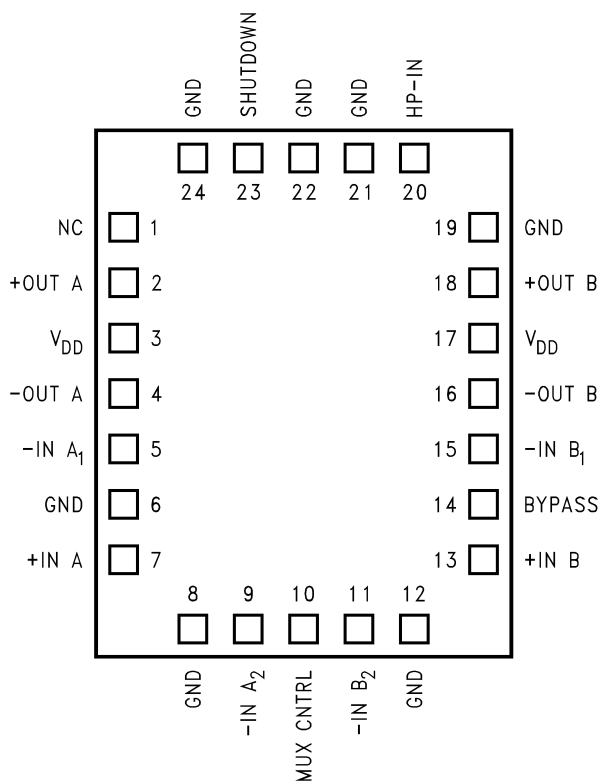 GND SHUTDOWN GND GND HP-IN
24 23 22 21 20
NC 1 19 GND
+OUT A 2 18 +OUT B
VDD 3 17 VDD
-OUT A 4 16 -OUT B
-IN A1 5 15 -IN B1
GND 6 14 BYPASS
+IN A 7 13 +IN B
8 9 10 11 12
GND -IN A2 MUX CNTRL -IN B2 GND